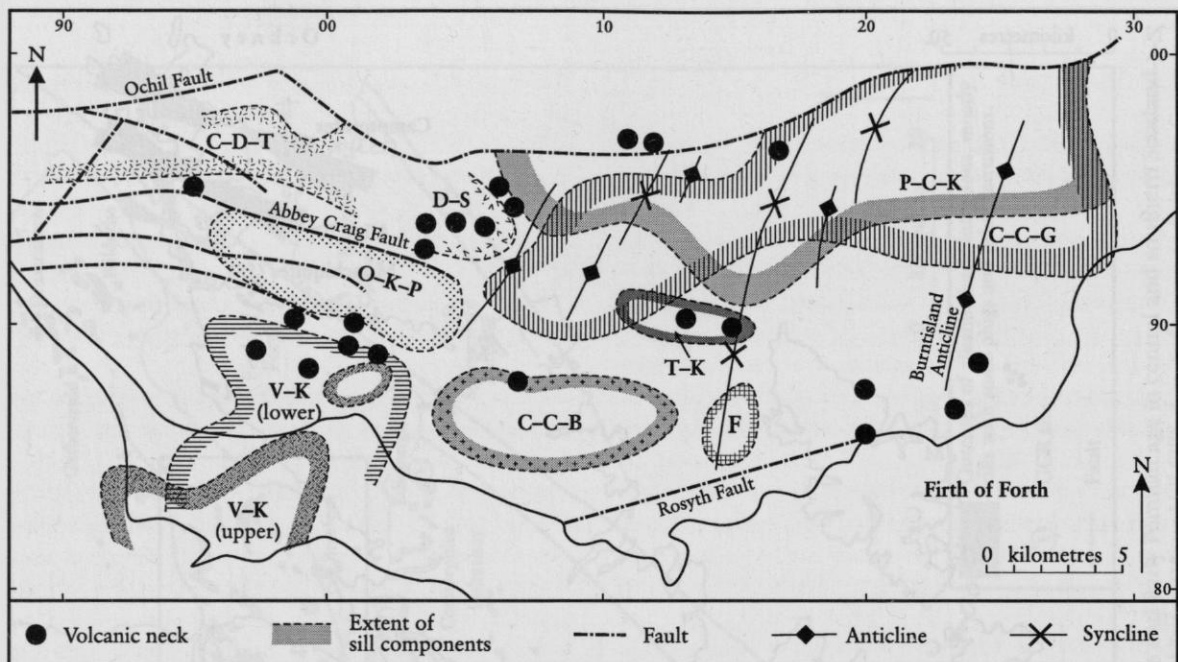 90 00 10 20 30
N
00
Ochil Fault
C–D–T
P–C–K
D–S
Abbey Craig Fault
C–C–G
O–K–P
90
Burntisland
Anticline
T–K
V–K
(lower)
C–C–B
F
Rosyth Fault
Firth of Forth
N
V–K
(upper)
0 kilometres 5
80
Volcanic neck
Extent of
sill components
Fault
Anticline
Syncline